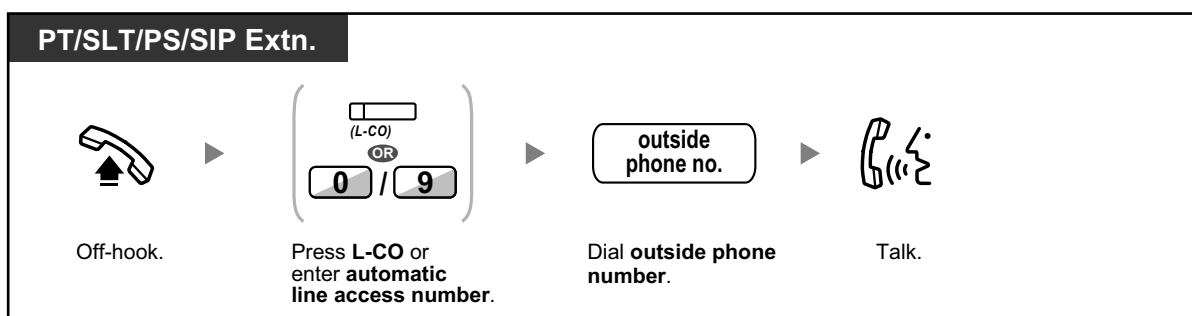 PT/SLT/PS/SIP Extn.
(L-CO)
OR
0 / 9
outside
phone no.
Off-hook.
Press L-CO or
enter automatic
line access number.
Dial outside phone
number.
Talk.